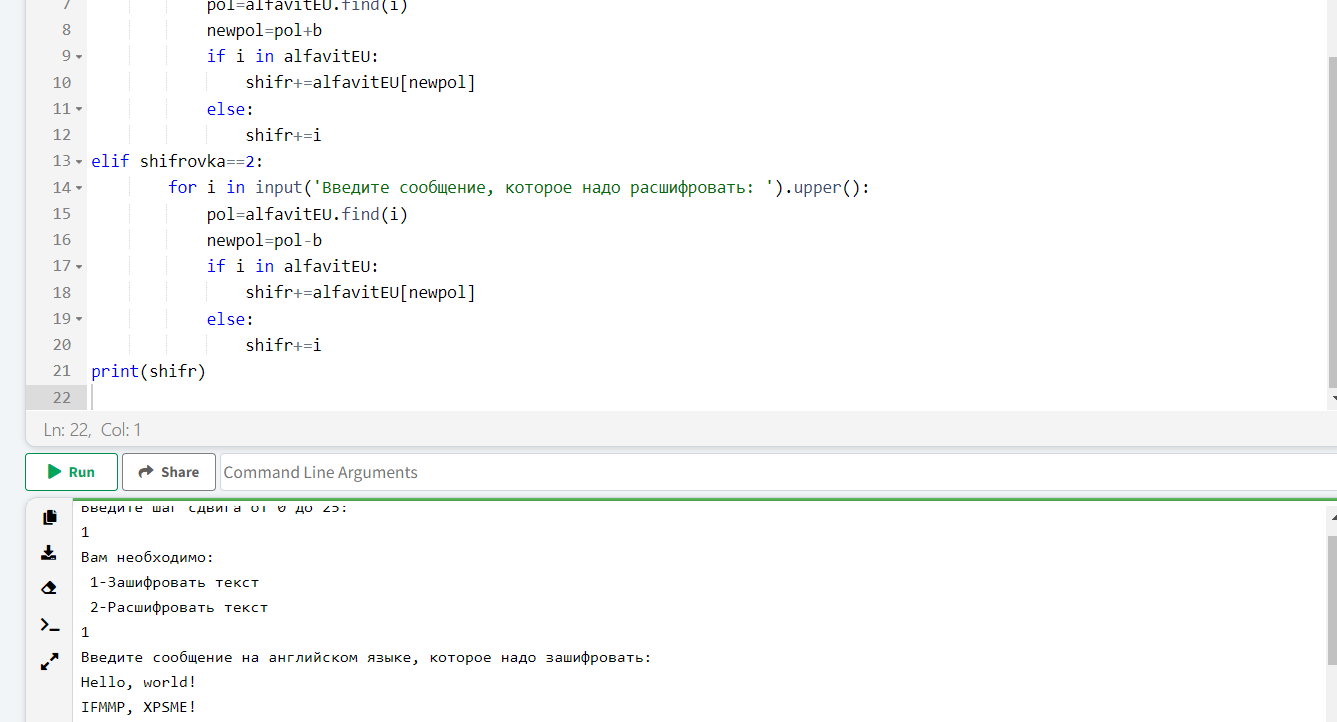 7 pol=alfavitEU.find(i)
8 newpol=pol+b
9 if i in alfavitEU:
10 shifr+=alfavitEU[newpol]
11 else:
12 shifr+=i
13 elif shifrovka==2:
14 for i in input('Введите сообщение, которое надо расшифровать: ').upper():
15 pol=alfavitEU.find(i)
16 newpol=pol-b
17 if i in alfavitEU:
18 shifr+=alfavitEU[newpol]
19 else:
20 shifr+=i
21 print(shifr)
22
Ln: 22, Col: 1
Run Share Command Line Arguments
Введите шаг сдвига от 0 до 25:
1
Вам необходимо:
1-Зашифровать текст
2-Расшифровать текст
1
Введите сообщение на английском языке, которое надо зашифровать:
Hello, world!
IFMMP, XPSME!